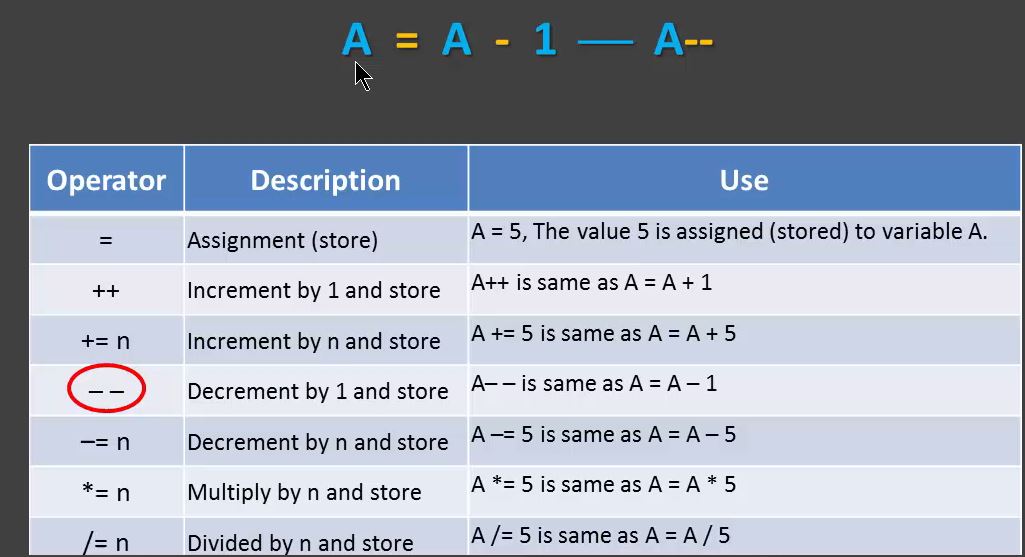 A = A - 1 — A--
Operator Description Use
= Assignment (store) A = 5, The value 5 is assigned (stored) to variable A.
++ Increment by 1 and store A++ is same as A = A + 1
+= n Increment by n and store A += 5 is same as A = A + 5
– – Decrement by 1 and store A– – is same as A = A – 1
–= n Decrement by n and store A –= 5 is same as A = A – 5
*= n Multiply by n and store A *= 5 is same as A = A * 5
/= n Divided by n and store A /= 5 is same as A = A / 5